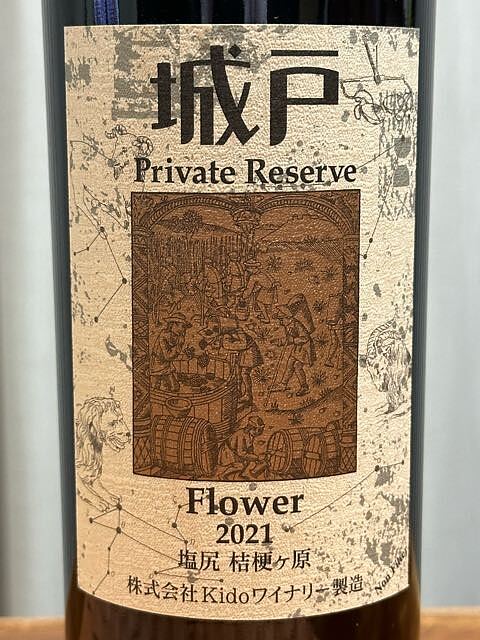 城戸
Private Reserve
Flower
2021
塩尻 桔梗ヶ原
株式会社Kidoワイナリー製造